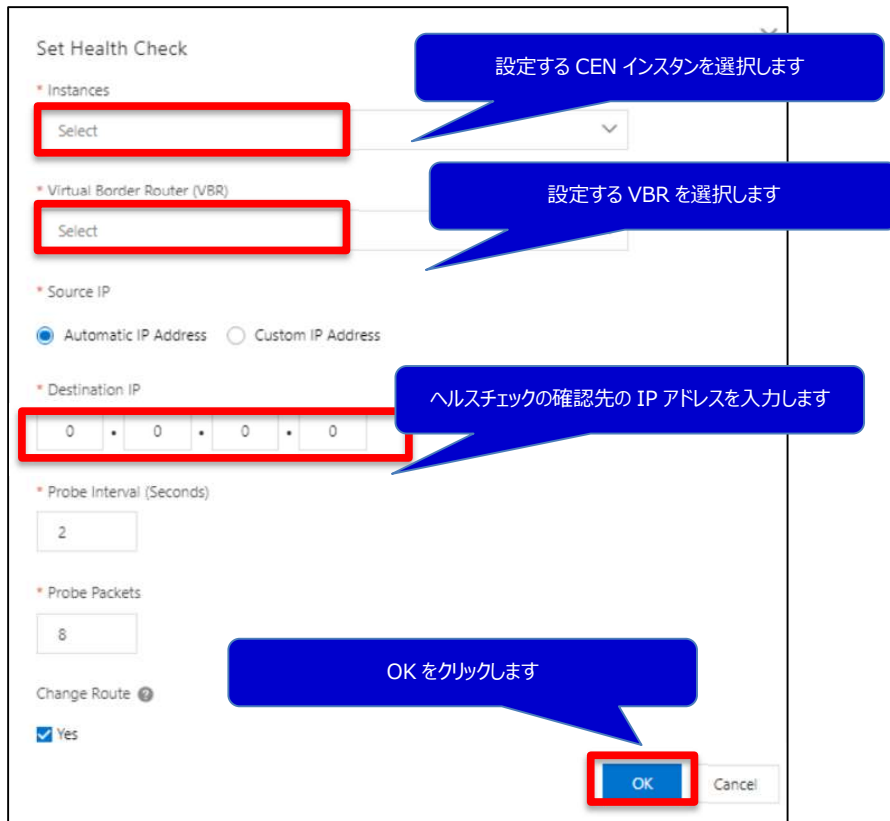 Set Health Check
設定する CEN インスタンを選択します
* Instances
Select
* Virtual Border Router (VBR)
設定する VBR を選択します
Select
* Source IP
Automatic IP Address Custom IP Address
* Destination IP
ヘルスチェックの確認先の IP アドレスを入力します
0 . 0 . 0 . 0
* Probe Interval (Seconds)
2
* Probe Packets
8
OK をクリックします
Change Route ?
Yes
OK Cancel